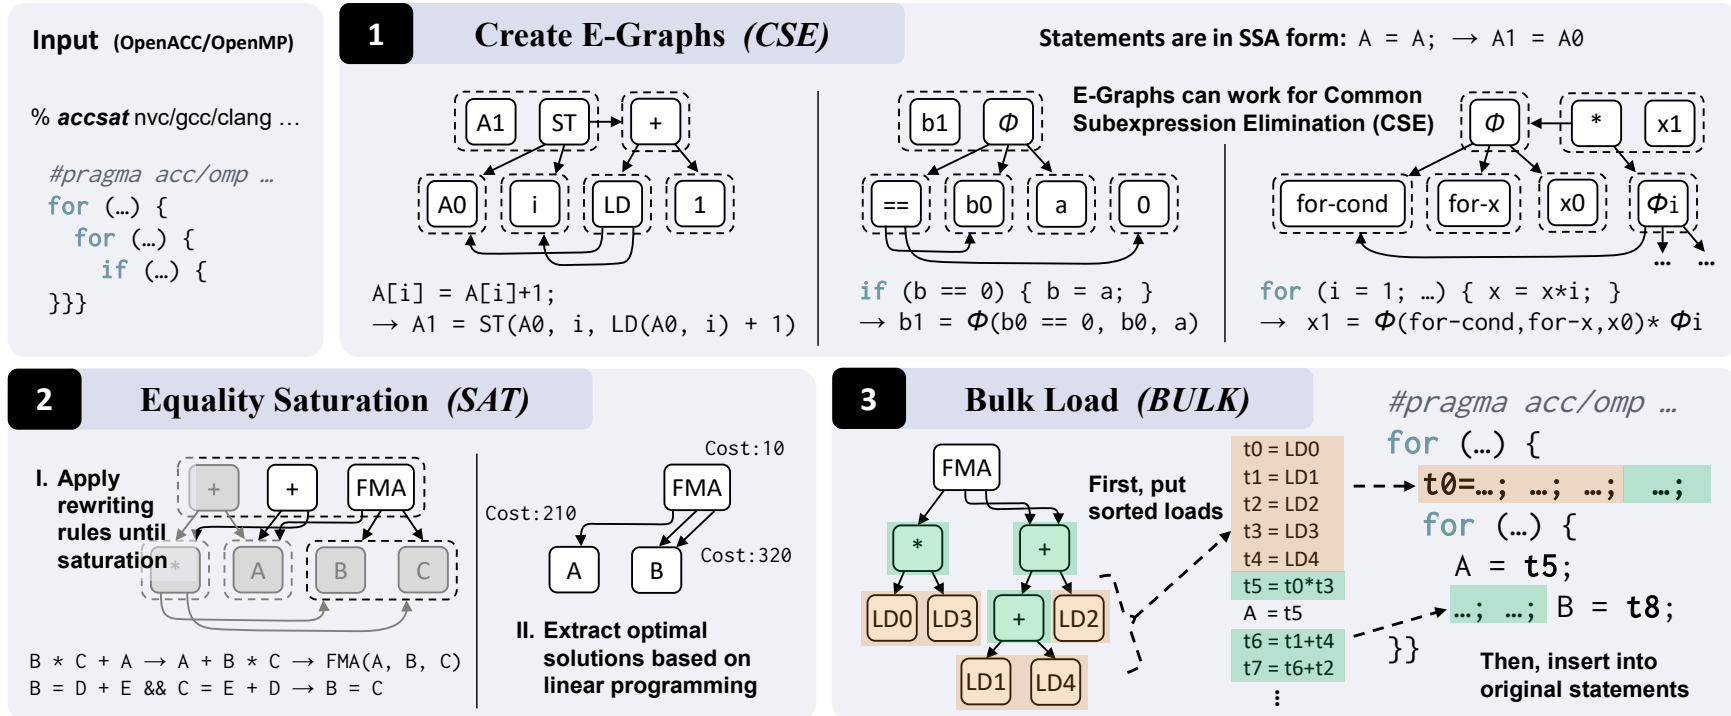 Input (OpenACC/OpenMP)
% accsat nvc/gcc/clang …
#pragma acc/omp …
for (…) {
for (…) {
if (…) {
}}}
1
Create E-Graphs (CSE)
Statements are in SSA form: A = A; → A1 = A0
A1
ST
+
A0
i
LD
1
A[i] = A[i]+1;
→ A1 = ST(A0, i, LD(A0, i) + 1)
E-Graphs can work for Common
Subexpression Elimination (CSE)
b1
Φ
==
b0
a
0
if (b == 0) { b = a; }
→ b1 = Φ(b0 == 0, b0, a)
Φ
*
x1
for-cond
for-x
x0
Φi
…
…
for (i = 1; …) { x = x*i; }
→ x1 = Φ(for-cond,for-x,x0)* Φi
2
Equality Saturation (SAT)
I. Apply
rewriting
rules until
saturation
+
+
FMA
*
A
B
C
B * C + A → A + B * C → FMA(A, B, C)
B = D + E && C = E + D → B = C
Cost:10
FMA
Cost:210
Cost:320
A
B
II. Extract optimal
solutions based on
linear programming
3
Bulk Load (BULK)
FMA
*
+
LD0
LD3
+
LD2
LD1
LD4
First, put
sorted loads
t0 = LD0
t1 = LD1
t2 = LD2
t3 = LD3
t4 = LD4
t5 = t0*t3
A = t5
t6 = t1+t4
t7 = t6+t2
⋮
#pragma acc/omp …
for (…) {
t0=…; …; …; …;
for (…) {
A = t5;
…; …; B = t8;
}}
Then, insert into
original statements